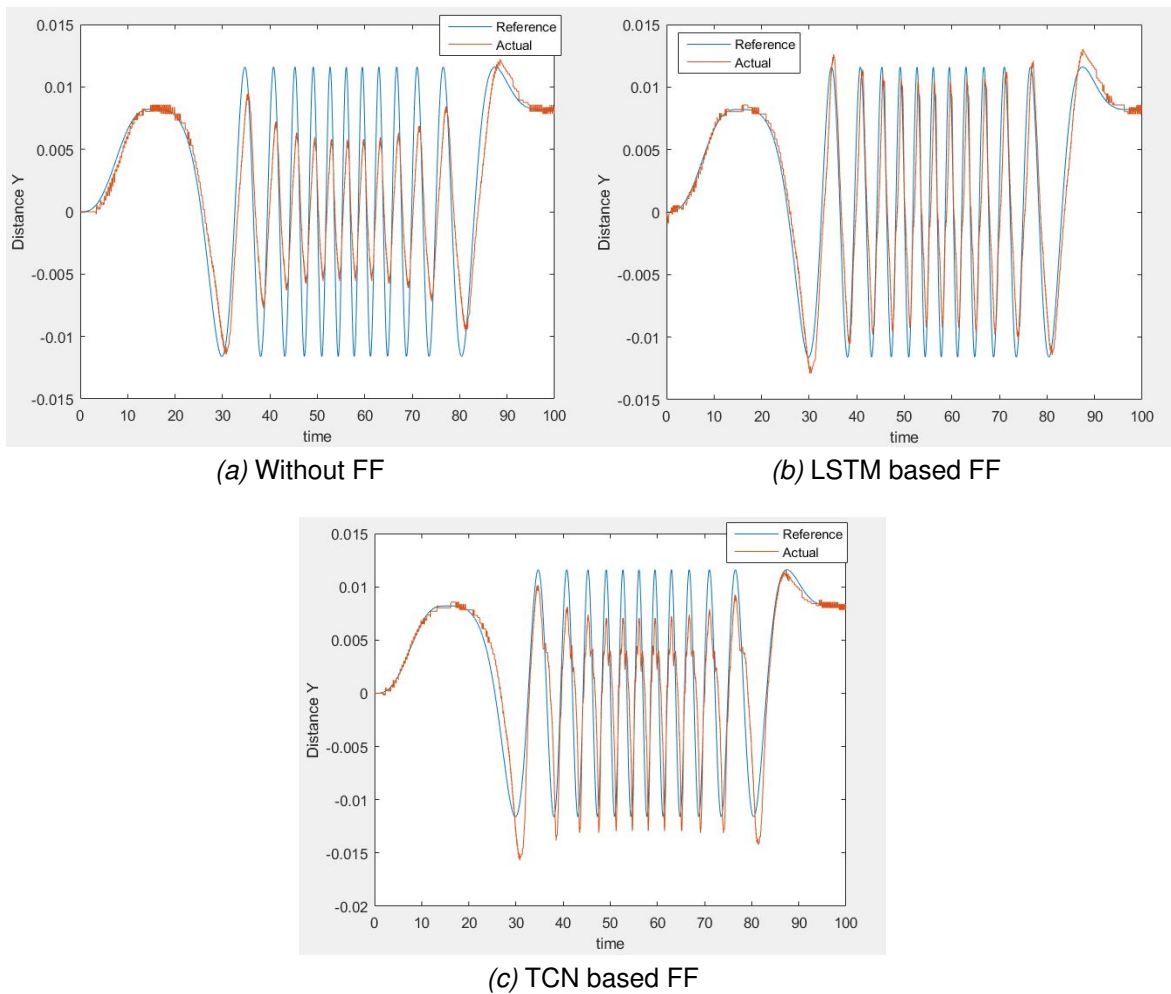 0.015
0.01
0.005
0
-0.005
-0.01
-0.015
Distance Y
0 10 20 30 40 50 60 70 80 90 100
time
Reference
Actual
(a) Without FF
0.015
0.01
0.005
0
-0.005
-0.01
-0.015
Distance Y
0 10 20 30 40 50 60 70 80 90 100
time
Reference
Actual
(b) LSTM based FF
0.015
0.01
0.005
0
-0.005
-0.01
-0.015
-0.02
Distance Y
0 10 20 30 40 50 60 70 80 90 100
time
Reference
Actual
(c) TCN based FF